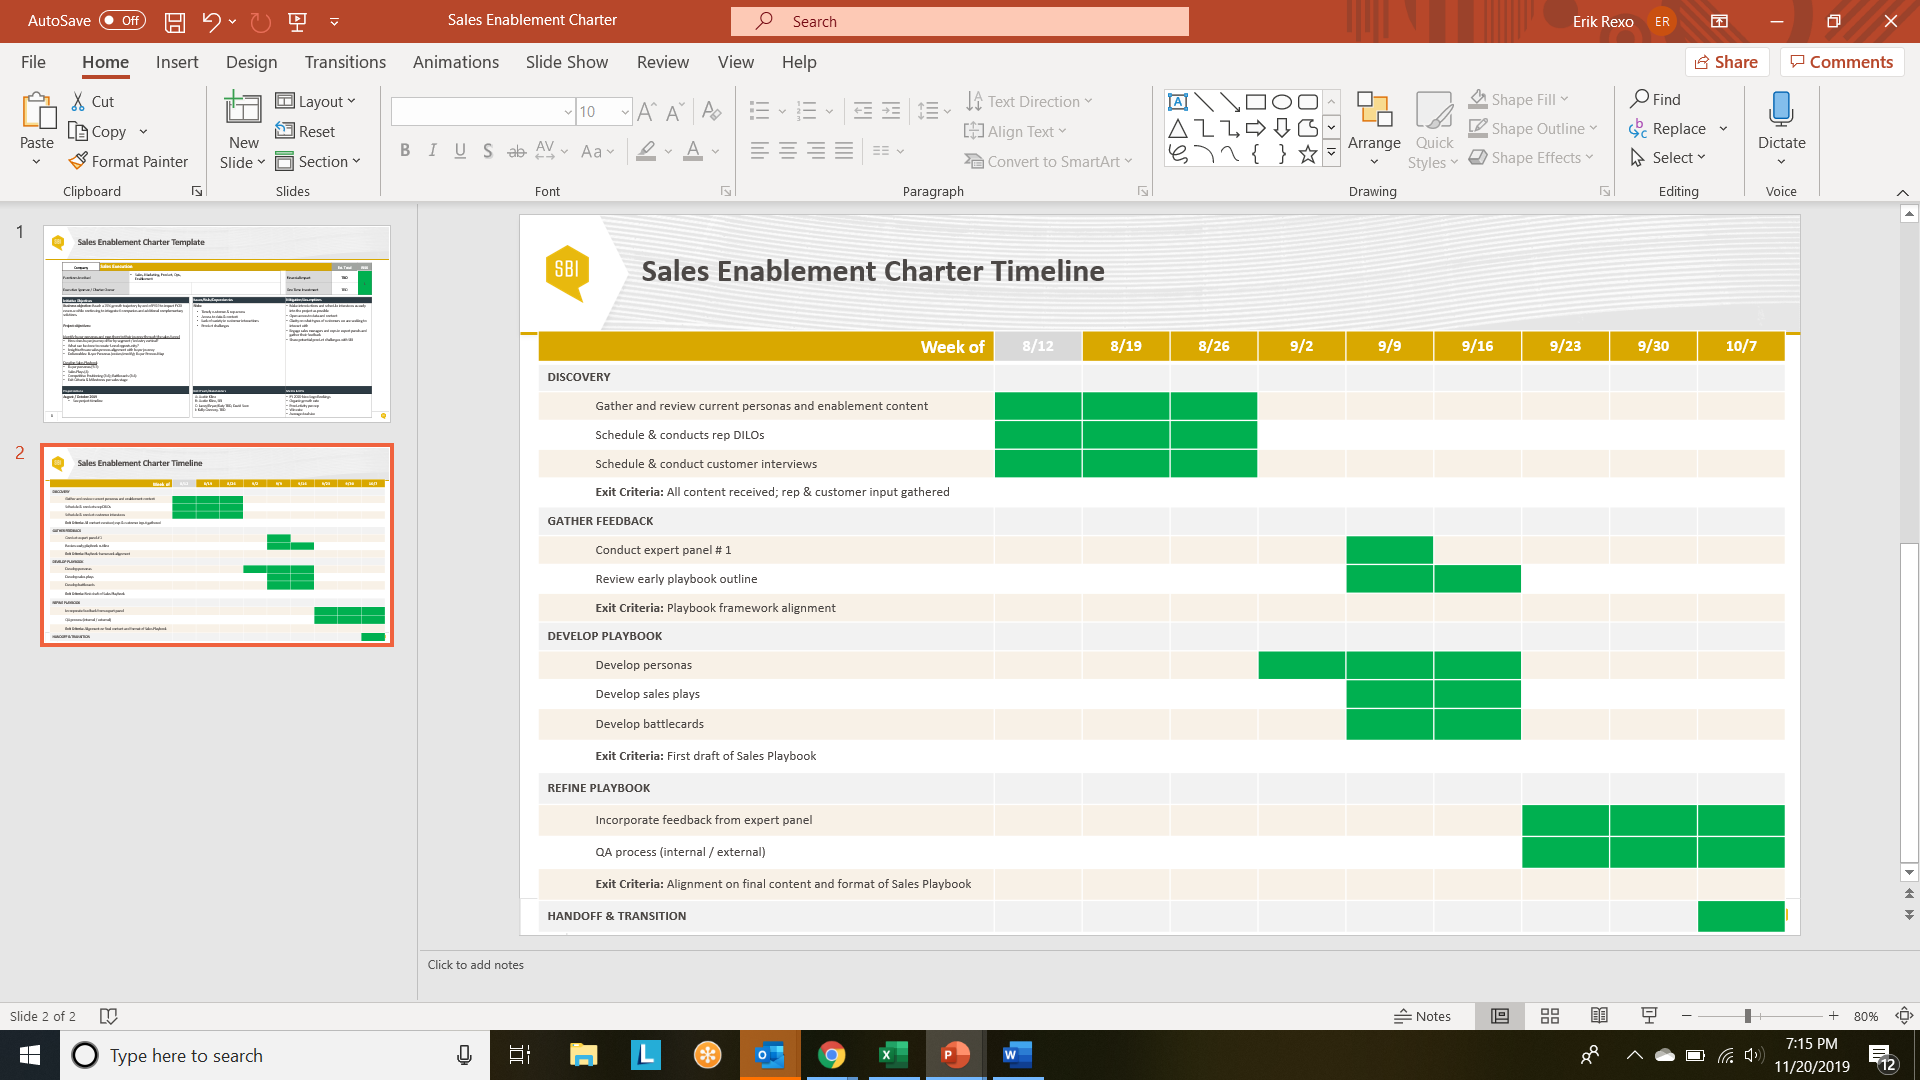 AutoSave Off Sales Enablement Charter Search Erik Rexo ER
File Home Insert Design Transitions Animations Slide Show Review View Help Share Comments
Paste Cut Copy Format Painter Clipboard
New Slide Layout Reset Section Slides
10
B I U S ab AV Aa A Font
Text Direction Align Text Convert to SmartArt Paragraph
Arrange Quick Styles Shape Fill Shape Outline Shape Effects Drawing
Find Replace Select Editing
Dictate Voice
1
Sales Enablement Charter Template
2
Sales Enablement Charter Timeline
SBI
Sales Enablement Charter Timeline
Week of 8/12 8/19 8/26 9/2 9/9 9/16 9/23 9/30 10/7
DISCOVERY
Gather and review current personas and enablement content
Schedule & conducts rep DILOs
Schedule & conduct customer interviews
Exit Criteria: All content received; rep & customer input gathered
GATHER FEEDBACK
Conduct expert panel # 1
Review early playbook outline
Exit Criteria: Playbook framework alignment
DEVELOP PLAYBOOK
Develop personas
Develop sales plays
Develop battlecards
Exit Criteria: First draft of Sales Playbook
REFINE PLAYBOOK
Incorporate feedback from expert panel
QA process (internal / external)
Exit Criteria: Alignment on final content and format of Sales Playbook
HANDOFF & TRANSITION
Click to add notes
Slide 2 of 2 Notes 80%
Type here to search
7:15 PM
11/20/2019
12